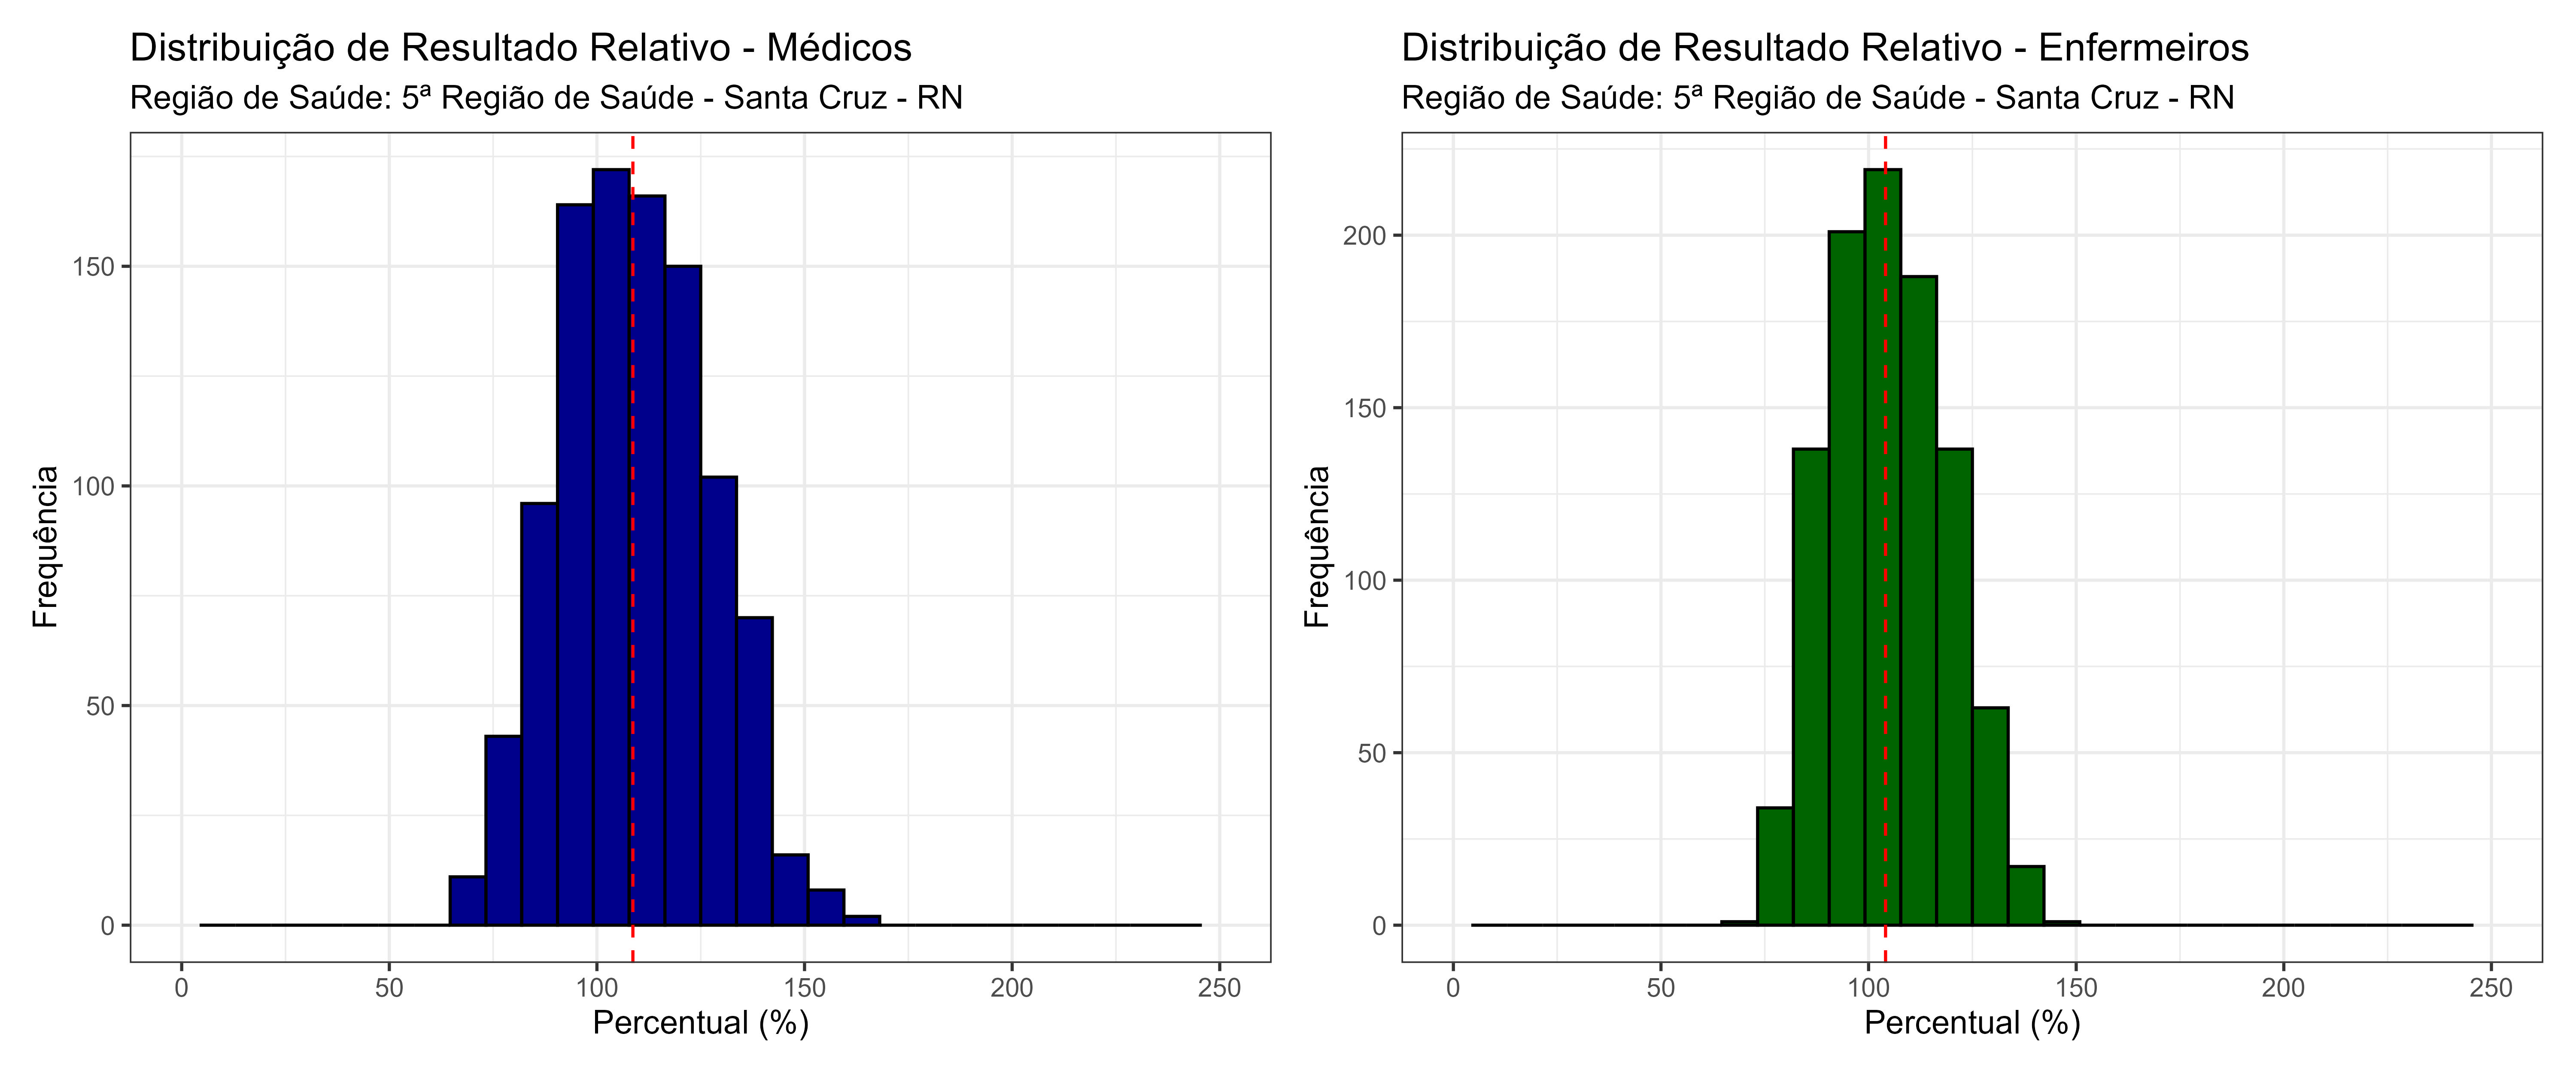 Distribuição de Resultado Relativo - Médicos
Região de Saúde: 5ª Região de Saúde - Santa Cruz - RN
Frequência
150
100
50
0
0 50 100 150 200 250
Percentual (%)
Distribuição de Resultado Relativo - Enfermeiros
Região de Saúde: 5ª Região de Saúde - Santa Cruz - RN
Frequência
200
150
100
50
0
0 50 100 150 200 250
Percentual (%)